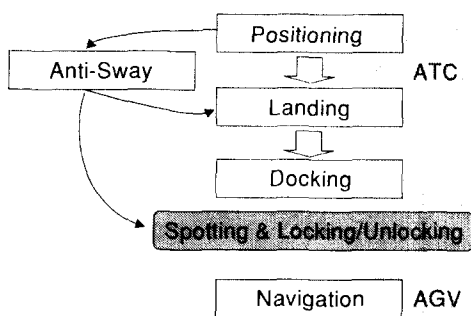 Positioning
Anti-Sway
ATC
Landing
Docking
Spotting & Locking/Unlocking
Navigation
AGV